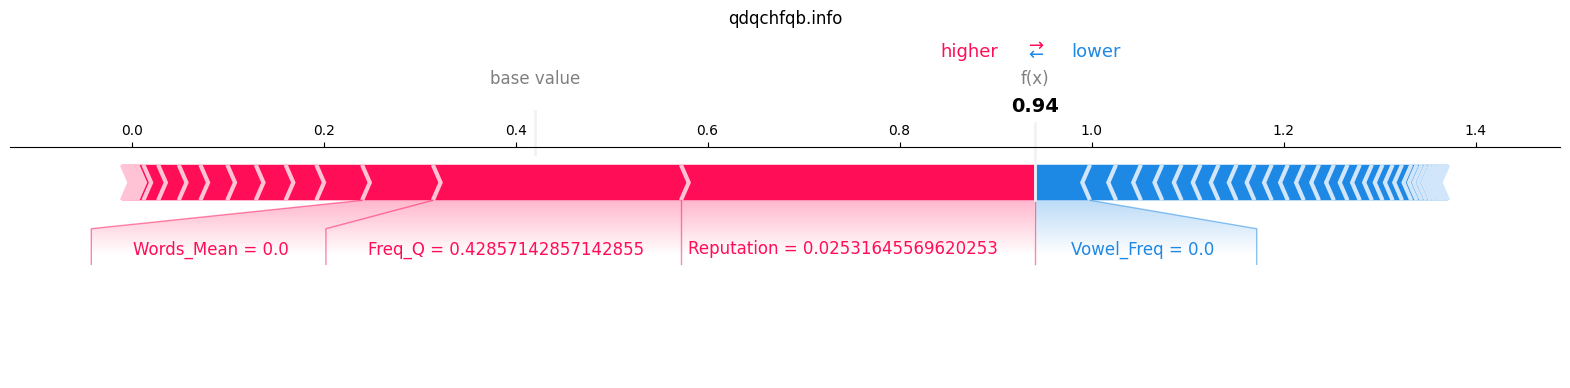 qdqchfqb.info
higher ⇄ lower
base value f(x)
0.94
0.0 0.2 0.4 0.6 0.8 1.0 1.2 1.4
Words_Mean = 0.0 Freq_Q = 0.42857142857142855 Reputation = 0.02531645569620253 Vowel_Freq = 0.0